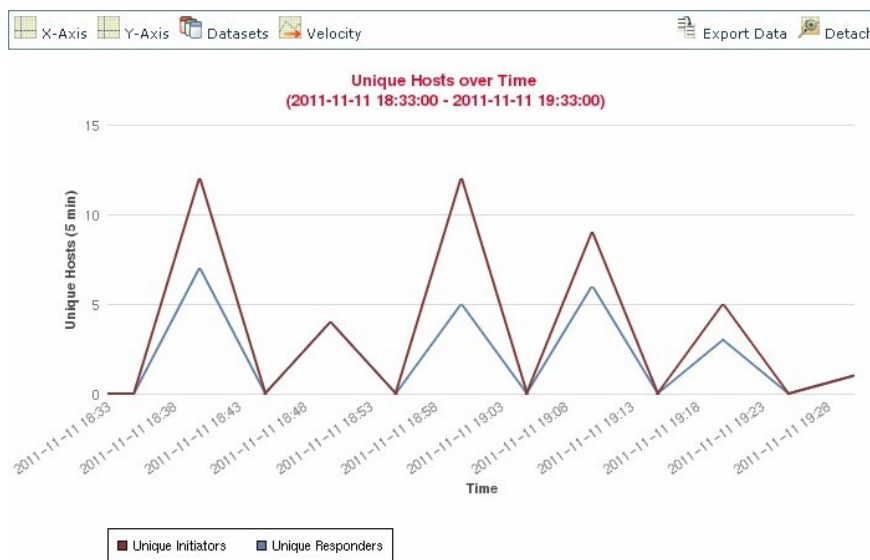 X-Axis Y-Axis Datasets Velocity Export Data Detach
Unique Hosts over Time
(2011-11-11 18:33:00 - 2011-11-11 19:33:00)
Unique Hosts (5 min)
15
10
5
0
2011-11-11 18:33
2011-11-11 18:38
2011-11-11 18:43
2011-11-11 18:48
2011-11-11 18:53
2011-11-11 18:58
2011-11-11 19:03
2011-11-11 19:08
2011-11-11 19:13
2011-11-11 19:18
2011-11-11 19:23
2011-11-11 19:28
Time
Unique Initiators Unique Responders